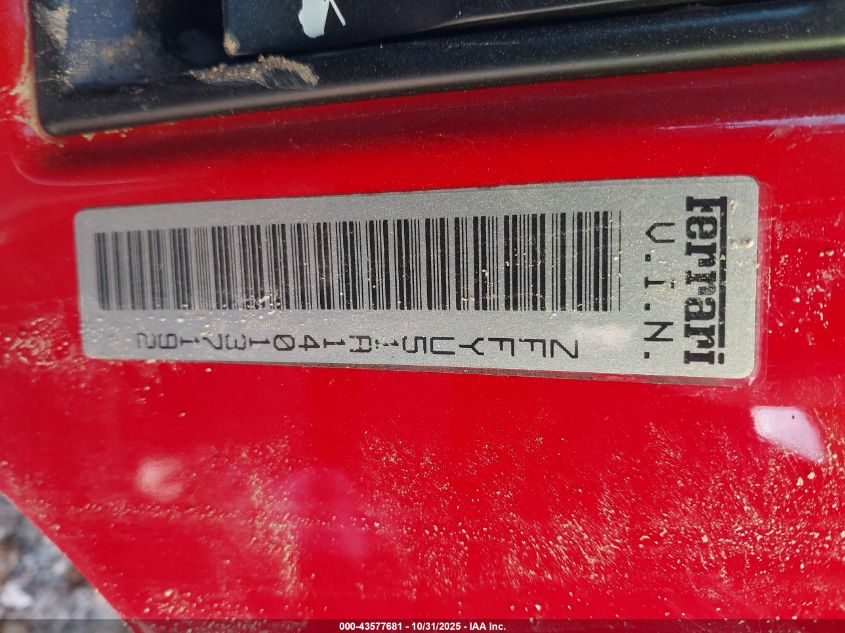 Ferrari
V.I.N.
ZFFYU51A140137192
000-43577681 | 10/31/2025 - IAA Inc.